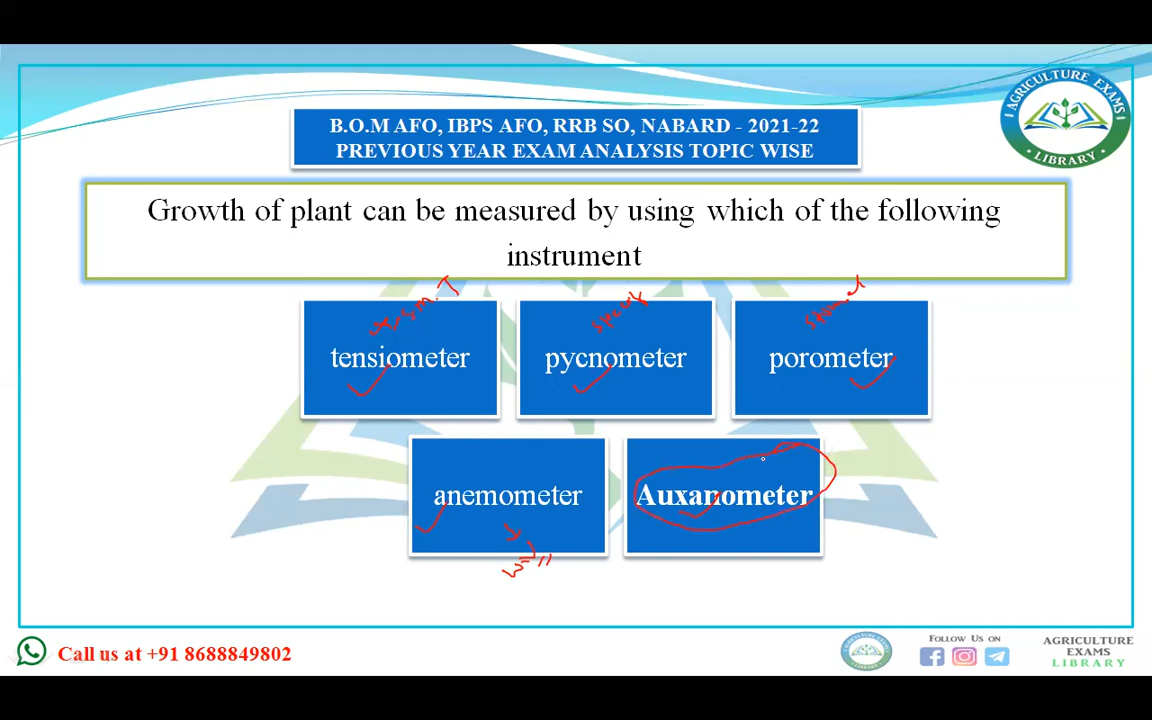 AGRICULTURE EXAMS
LIBRARY
B.O.M AFO, IBPS AFO, RRB SO, NABARD - 2021-22
PREVIOUS YEAR EXAM ANALYSIS TOPIC WISE
Growth of plant can be measured by using which of the following
instrument
tensiometer
pycnometer
porometer
anemometer
Auxanometer
Call us at +91 8688849802
FOLLOW US ON
AGRICULTURE
EXAMS
LIBRARY